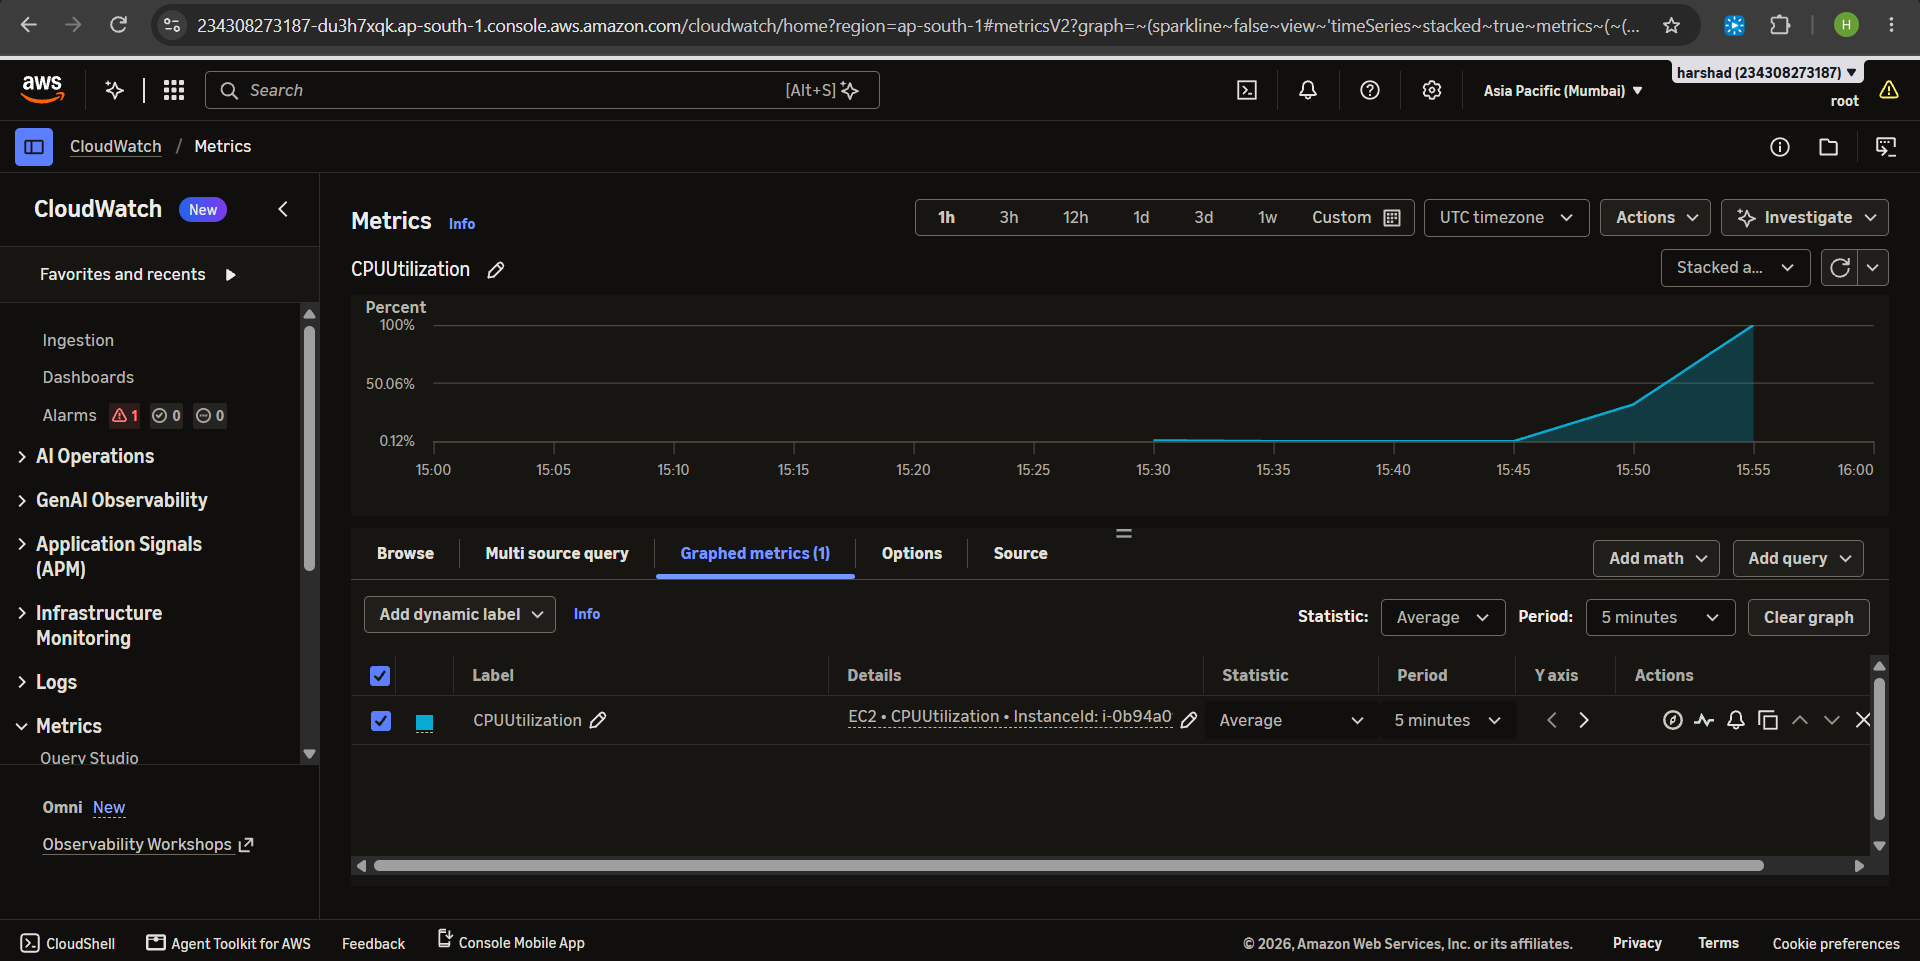 234308273187-du3h7xqk.ap-south-1.console.aws.amazon.com/cloudwatch/home?region=ap-south-1#metricsV2?graph=~(sparkline~false~view~'timeSeries~stacked~true~metrics~(~(...
H
aws
Search [Alt+S]
Asia Pacific (Mumbai)
harshad (234308273187)
root
CloudWatch / Metrics
CloudWatch New
Favorites and recents
Ingestion
Dashboards
Alarms 1 0 0
AI Operations
GenAI Observability
Application Signals
(APM)
Infrastructure
Monitoring
Logs
Metrics
Query Studio
Omni New
Observability Workshops
Metrics Info
1h 3h 12h 1d 3d 1w Custom
UTC timezone
Actions
Investigate
CPUUtilization
Stacked a...
Percent
100%
50.06%
0.12%
15:00 15:05 15:10 15:15 15:20 15:25 15:30 15:35 15:40 15:45 15:50 15:55 16:00
Browse Multi source query Graphed metrics (1) Options Source
Add math Add query
Add dynamic label Info
Statistic: Average Period: 5 minutes Clear graph
Label Details Statistic Period Y axis Actions
CPUUtilization EC2 • CPUUtilization • InstanceId: i-0b94a0 Average 5 minutes
CloudShell Agent Toolkit for AWS Feedback Console Mobile App
© 2026, Amazon Web Services, Inc. or its affiliates. Privacy Terms Cookie preferences